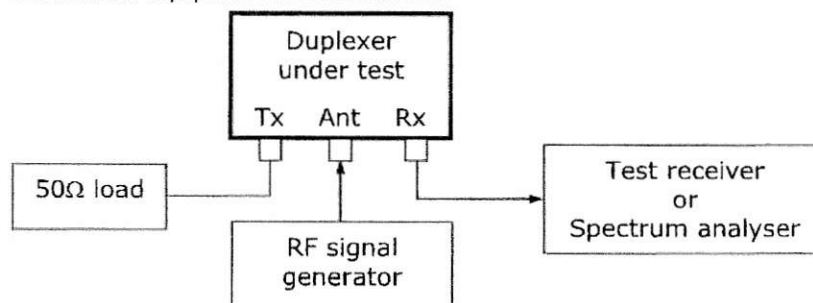 Duplexer
under test
Tx Ant Rx
50Ω load
RF signal
generator
Test receiver
or
Spectrum analyser